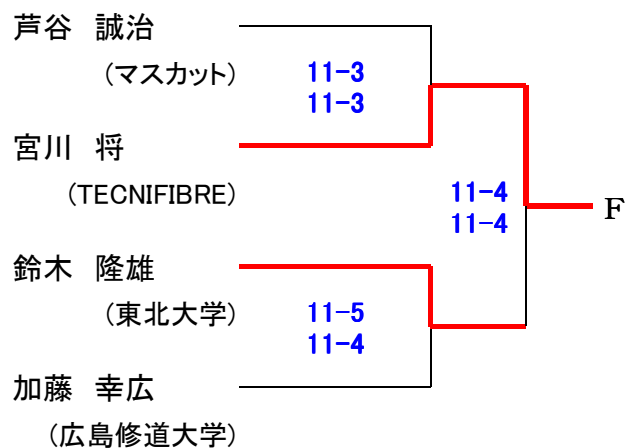 芦谷 誠治
(マスカット)
11-3
11-3
宮川 将
(TECNIFIBRE)
11-4
11-4
F
鈴木 隆雄
(東北大学)
11-5
11-4
加藤 幸広
(広島修道大学)